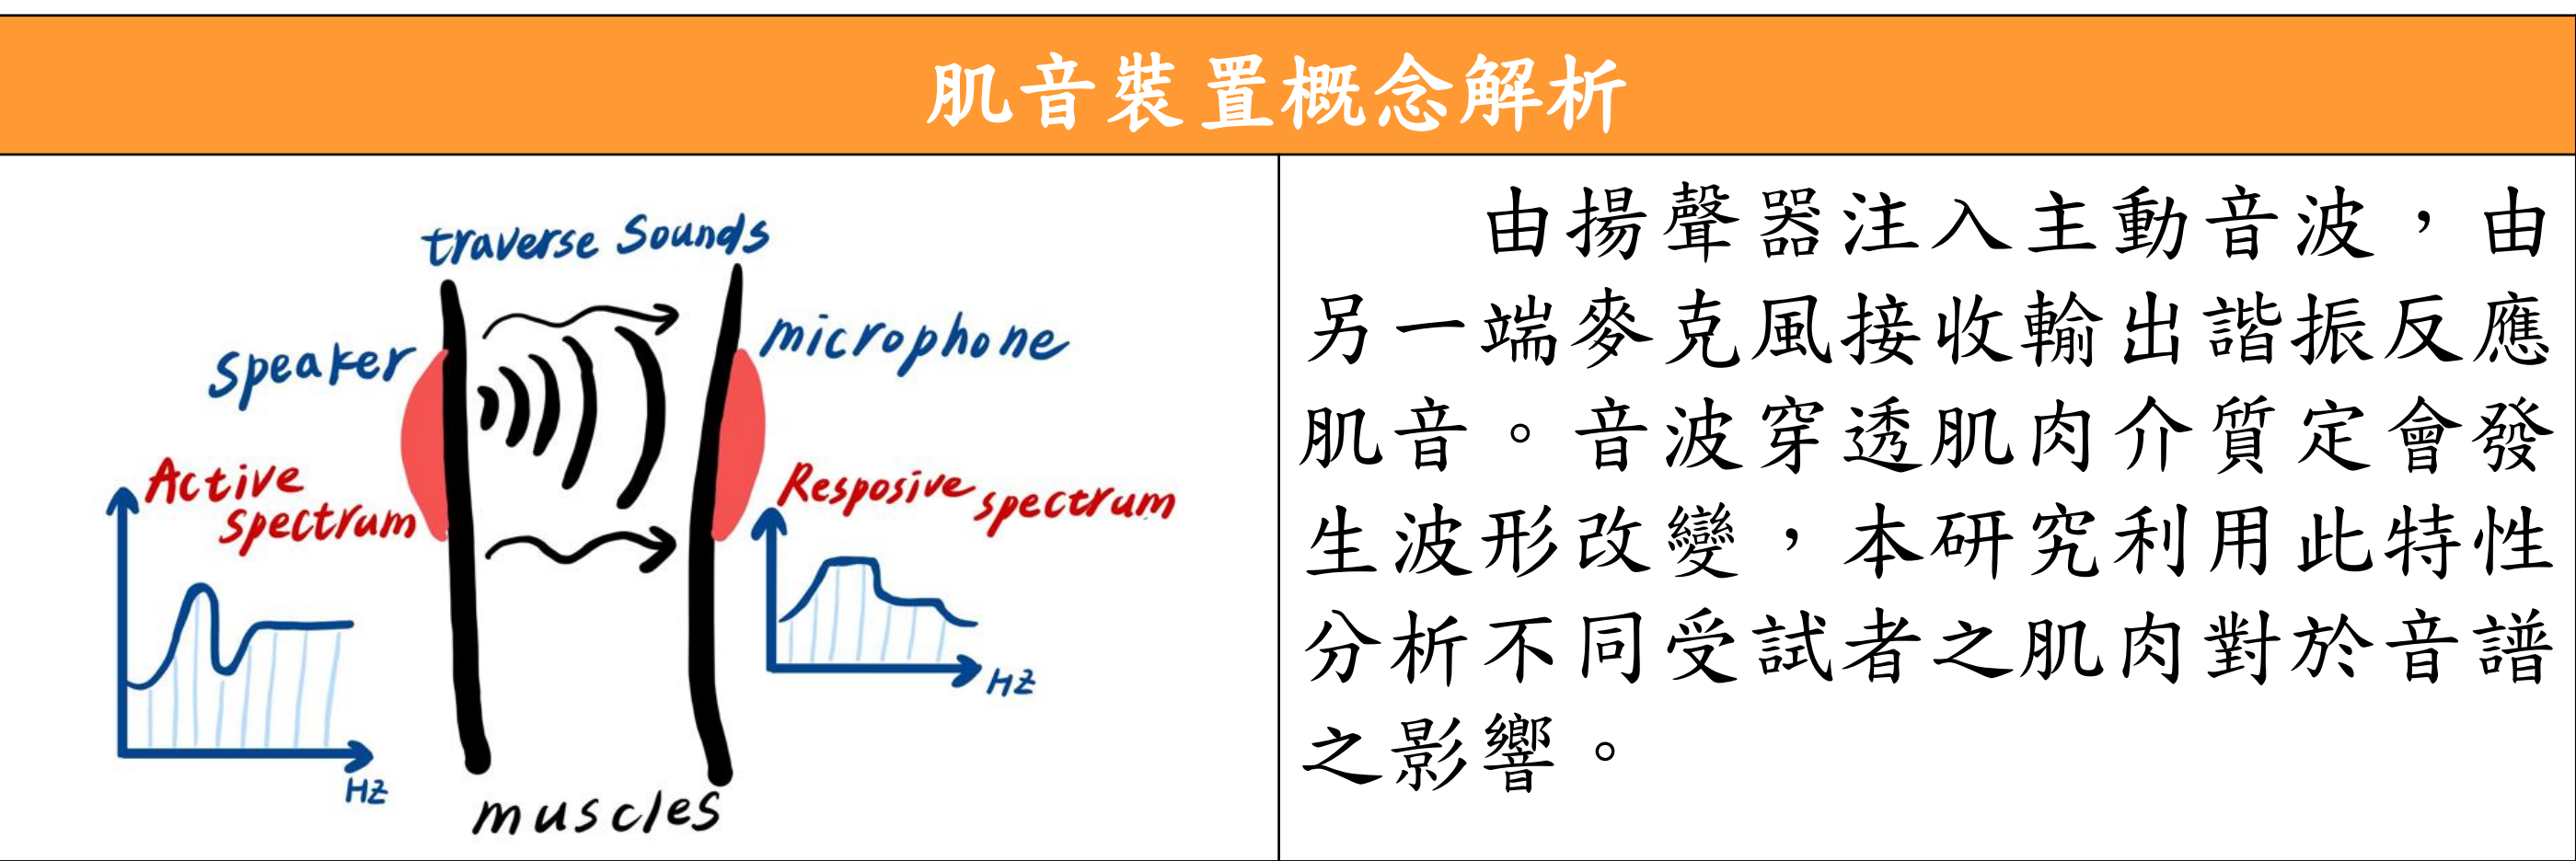 肌音裝置概念解析
traverse Sounds
speaker
microphone
Active
spectrum
Resposive spectrum
HZ
HZ
muscles
由揚聲器注入主動音波，由
另一端麥克風接收輸出諧振反應
肌音。音波穿透肌肉介質定會發
生波形改變，本研究利用此特性
分析不同受試者之肌肉對於音譜
之影響。